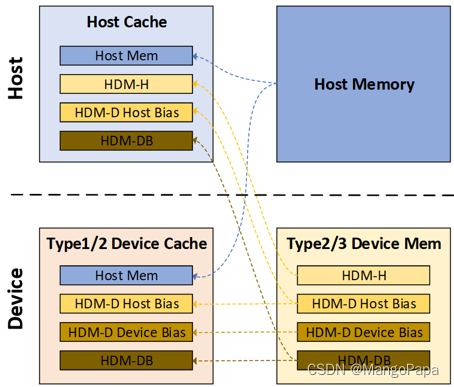 Host
Host Cache
Host Mem
HDM-H
HDM-D Host Bias
HDM-DB
Host Memory
Device
Type1/2 Device Cache
Host Mem
HDM-D Host Bias
HDM-D Device Bias
HDM-DB
Type2/3 Device Mem
HDM-H
HDM-D Host Bias
HDM-D Device Bias
HDM-DB
CSDN @MangoPapa